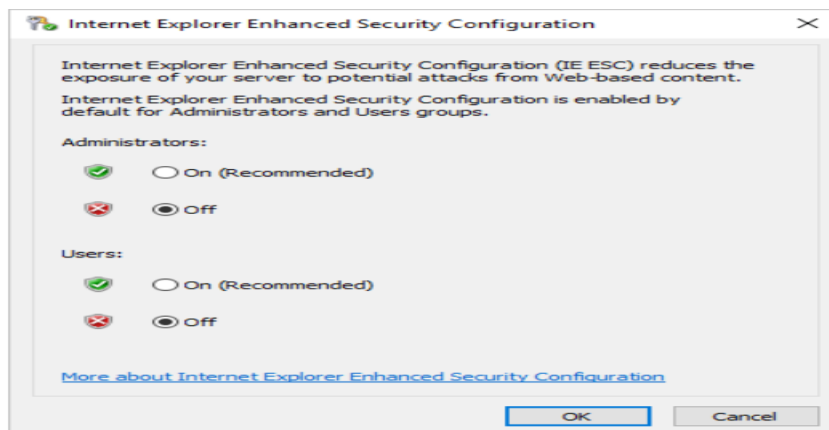 Internet Explorer Enhanced Security Configuration
Internet Explorer Enhanced Security Configuration (IE ESC) reduces the
exposure of your server to potential attacks from Web-based content.
Internet Explorer Enhanced Security Configuration is enabled by
default for Administrators and Users groups.
Administrators:
On (Recommended)
Off
Users:
On (Recommended)
Off
More about Internet Explorer Enhanced Security Configuration
OK
Cancel